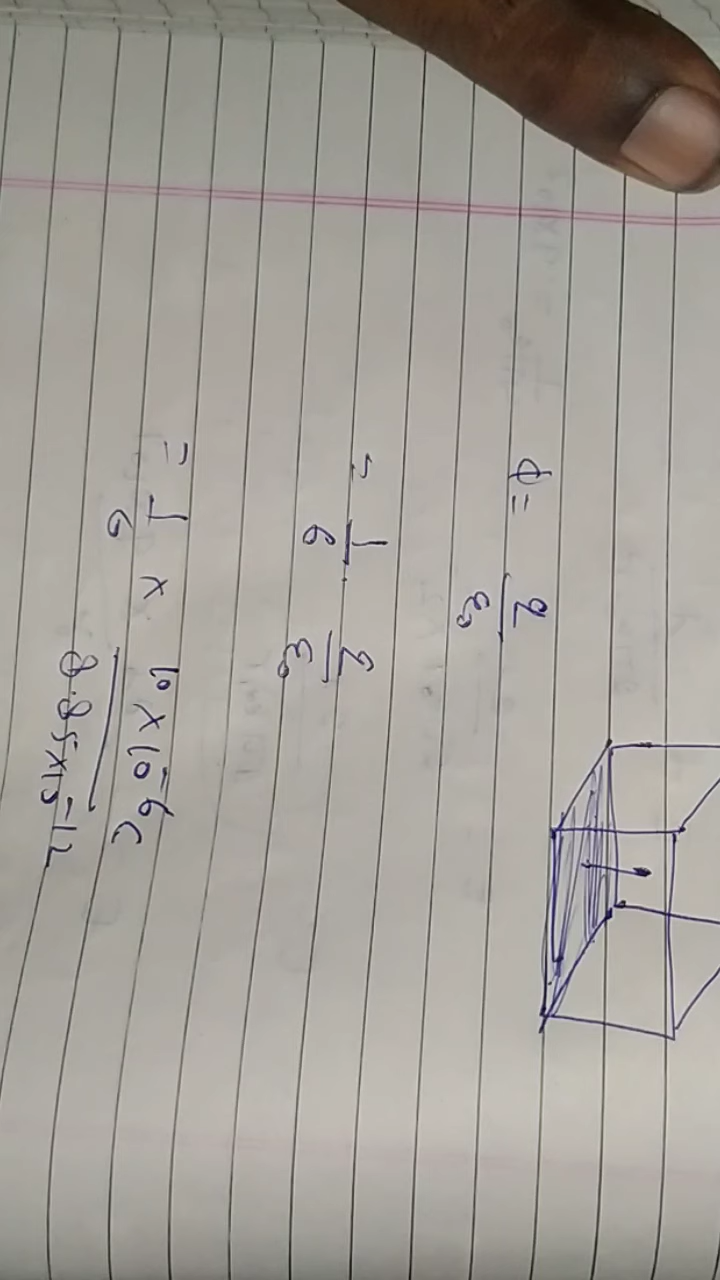 ϕ = q/ε₀
= 1/6 · q/ε₀
= 1/6 × 10 × 10⁻⁶ C / 8.85×10⁻¹²